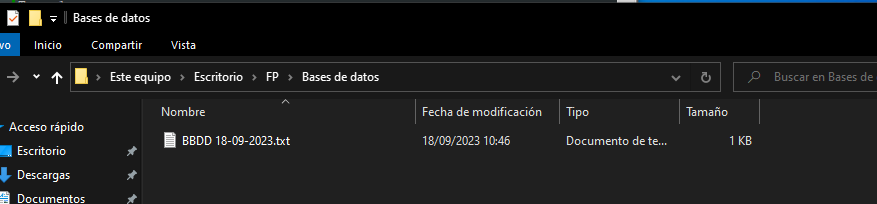 Bases de datos
Inicio Compartir Vista
Este equipo Escritorio FP Bases de datos Buscar en Bases de
Nombre Fecha de modificación Tipo Tamaño
Acceso rápido
BBDD 18-09-2023.txt 18/09/2023 10:46 Documento de te... 1 KB
Escritorio
Descargas
Documentos